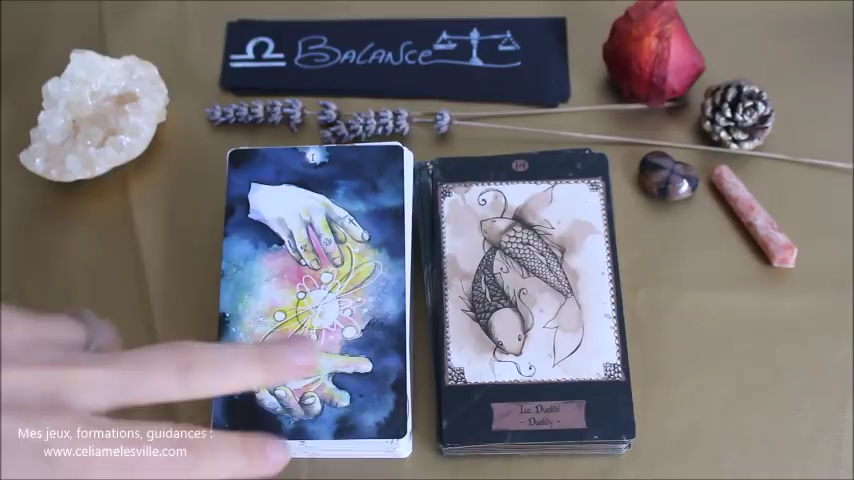 ♎ BALANCE
I
La Dualité
- Duality -
Mes jeux, formations, guidances :
www.celiamelesville.com